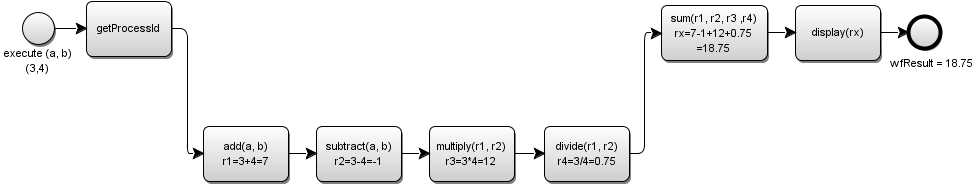 execute (a, b)
(3,4)
getProcessId
add(a, b)
r1=3+4=7
subtract(a, b)
r2=3-4=-1
multiply(r1, r2)
r3=3*4=12
divide(r1, r2)
r4=3/4=0.75
sum(r1, r2, r3 ,r4)
rx=7-1+12+0.75
=18.75
display(rx)
wfResult = 18.75